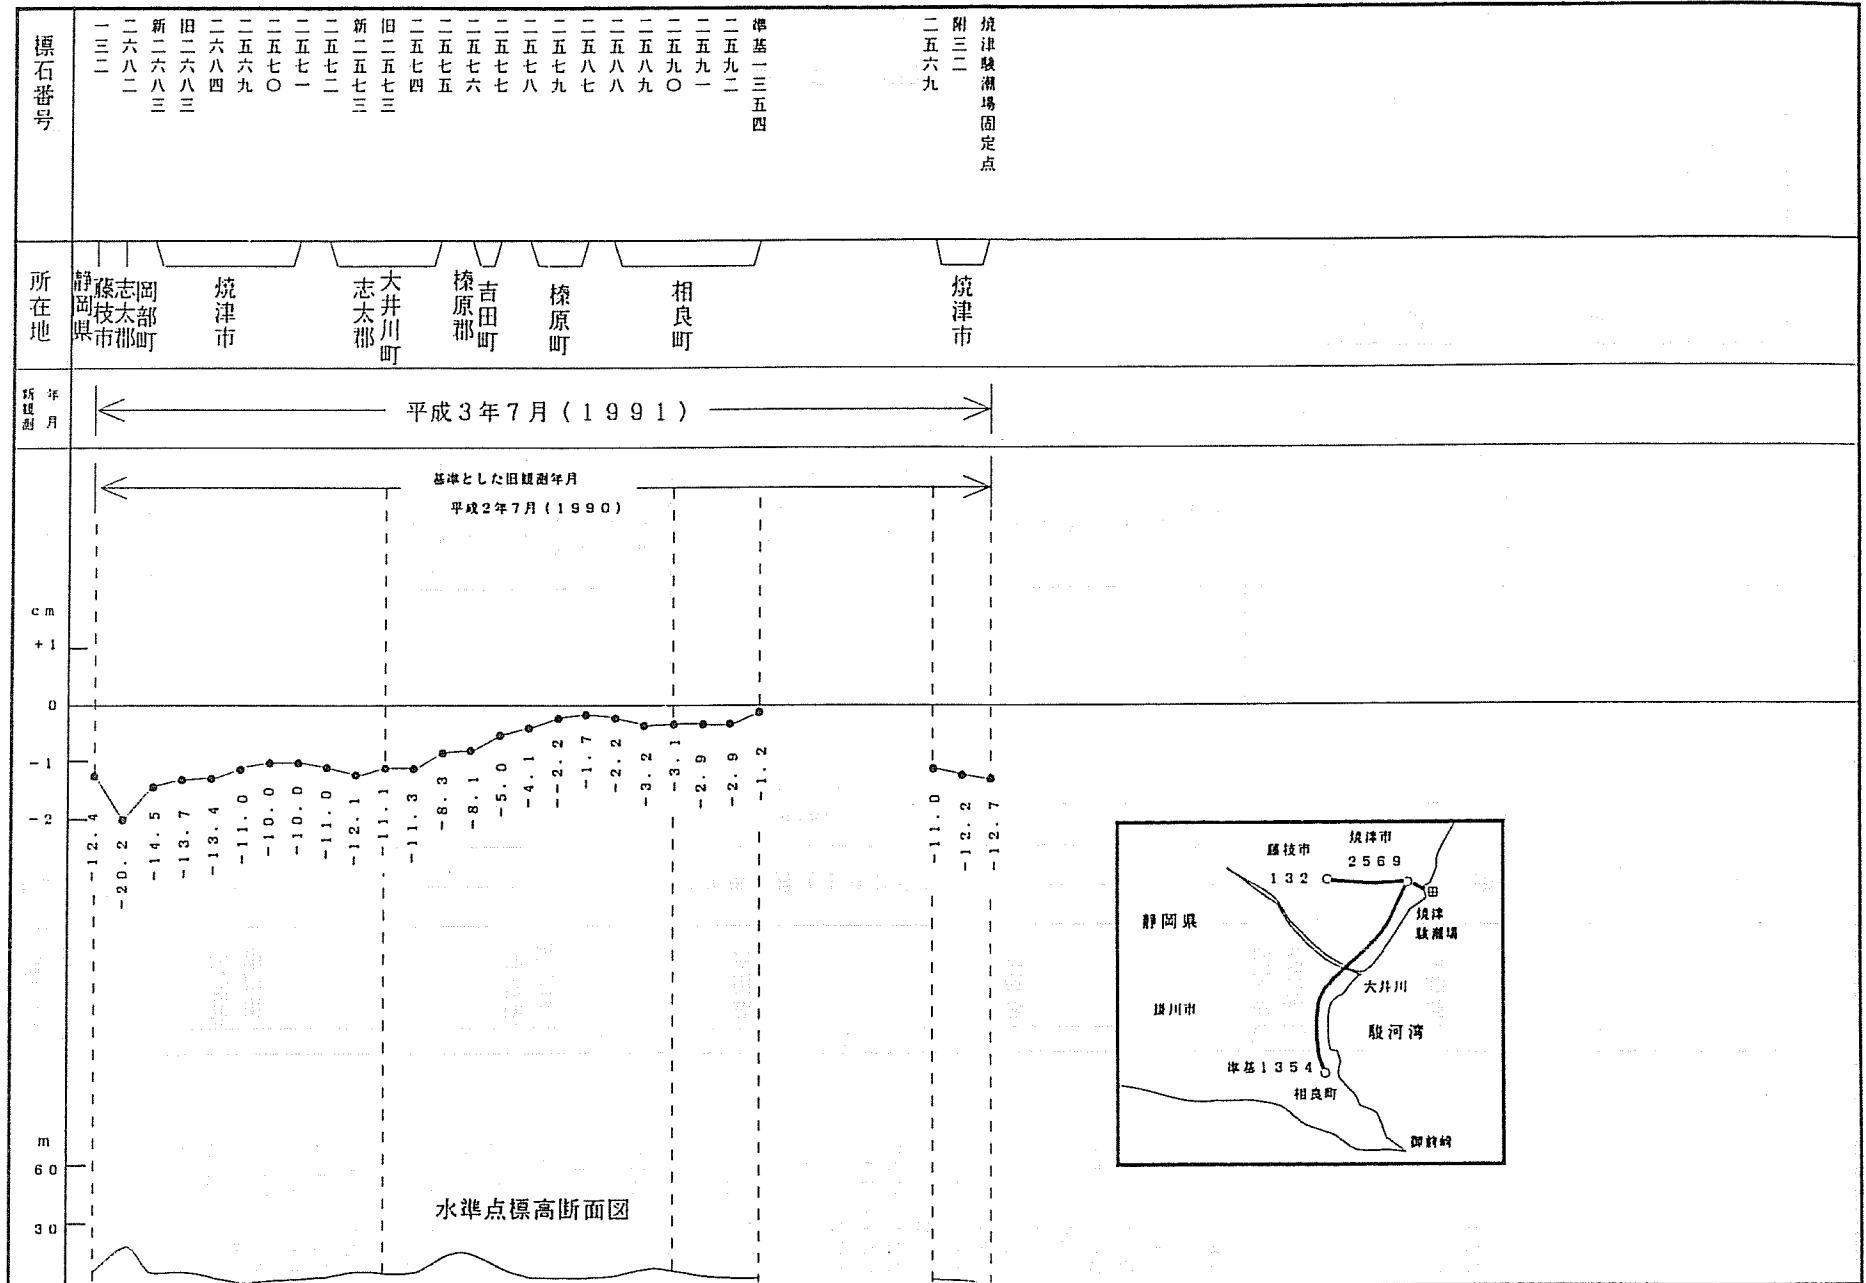 標石番号
一三二
二六八二
新二六八三
旧二六八三
二六八四
二五六九
二五七〇
二五七一
二五七二
新二五七三
旧二五七三
二五七四
二五七五
二五七六
二五七七
二五七八
二五七九
二五八七
二五八八
二五八九
二五九〇
二五九一
二五九二
準基一三五四
二五六九
附三二
焼津験潮場固定点
所在地
静岡県
藤枝市
志太郡
岡部町
焼津市
志太郡
大井川町
榛原郡
吉田町
榛原町
相良町
焼津市
新観測
年月
平成3年7月(1991)
基準とした旧観測年月
平成2年7月(1990)
cm
+1
0
-1
-2
-12.4
-20.2
-14.5
-13.7
-13.4
-11.0
-10.0
-10.0
-11.0
-12.1
-11.1
-11.3
-8.3
-8.1
-5.0
-4.1
-2.2
-1.7
-2.2
-3.2
-3.1
-2.9
-2.9
-1.2
-11.0
-12.2
-12.7
藤枝市
焼津市
132
2569
静岡県
焼津
験潮場
大井川
掛川市
駿河湾
準基1354
相良町
御前崎
m
60
30
水準点標高断面図